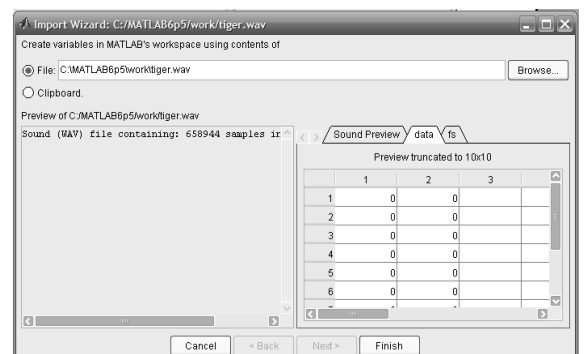 Import Wizard: C:/MATLAB6p5/work/tiger.wav
Create variables in MATLAB's workspace using contents of
File: C:\MATLAB6p5\work\tiger.wav Browse...
Clipboard.
Preview of C:/MATLAB6p5/work/tiger.wav
Sound (WAV) file containing: 658944 samples in
Sound Preview data fs
Preview truncated to 10x10
1 2 3
1 0 0
2 0 0
3 0 0
4 0 0
5 0 0
6 0 0
Cancel < Back Next > Finish